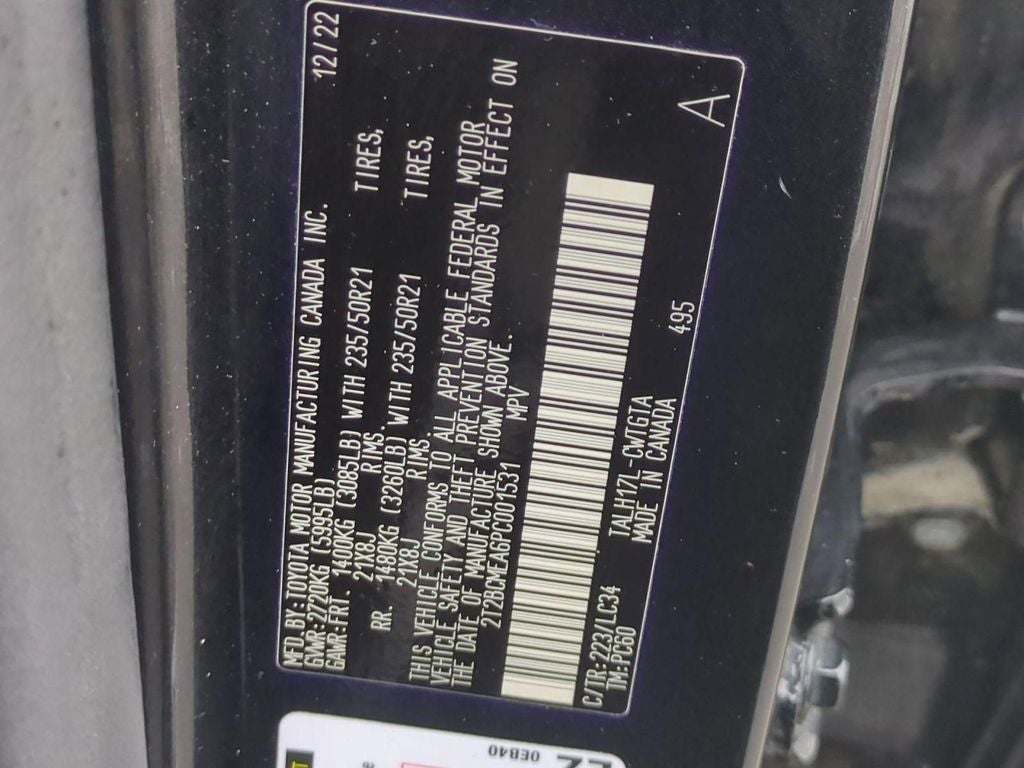 MFD.BY:TOYOTA MOTOR MANUFACTURING CANADA INC. 12/22
GVWR:2720KG (5995LB)
GAWR-FRT. 1400KG (3085LB) WITH 235/50R21 TIRES,
21X8J RIMS
RR. 1480KG (3260LB) WITH 235/50R21 TIRES,
21X8J RIMS
THIS VEHICLE CONFORMS TO ALL APPLICABLE FEDERAL MOTOR
VEHICLE SAFETY AND THEFT PREVENTION STANDARDS IN EFFECT ON
THE DATE OF MANUFACTURE SHOWN ABOVE.
2T2BCMEAGPC001531 MPV
C/TR:223/LC34 TALH17L-CWTGTA 495
TM-PC60 MADE IN CANADA
A
0EB40